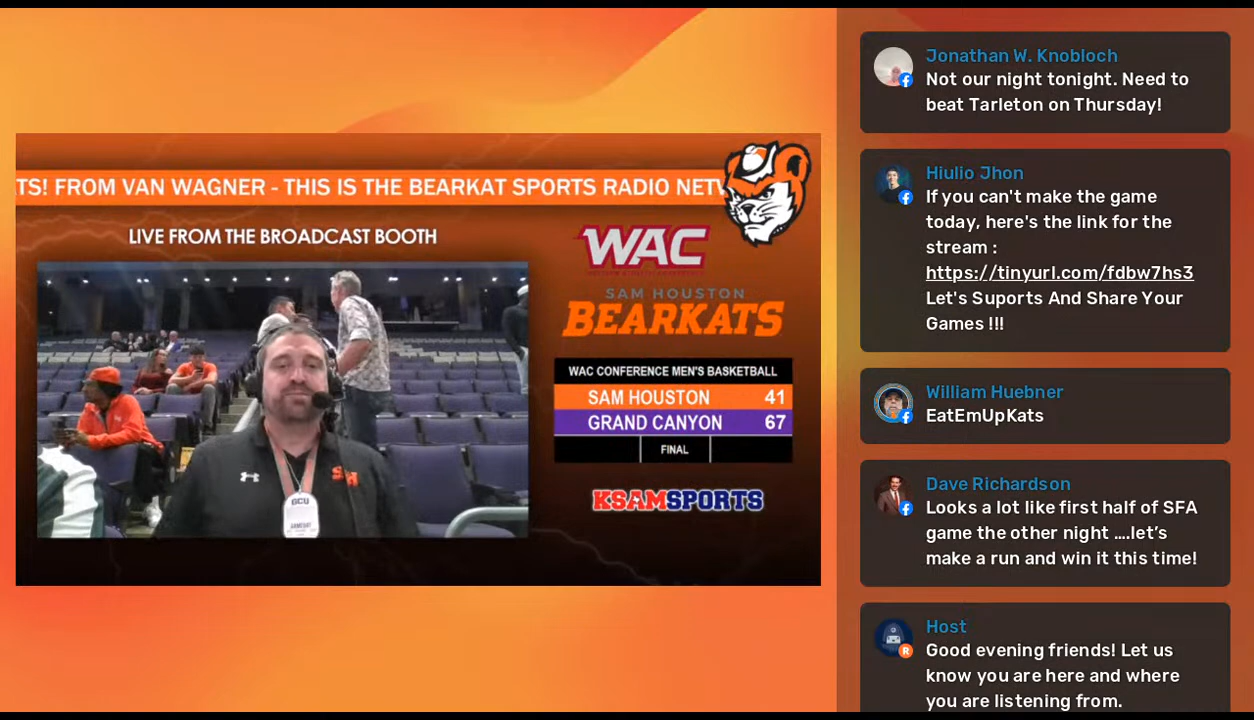 TS! FROM VAN WAGNER - THIS IS THE BEARKAT SPORTS RADIO NETW
LIVE FROM THE BROADCAST BOOTH
WAC
SAM HOUSTON
BEARKATS
WAC CONFERENCE MEN'S BASKETBALL
SAM HOUSTON 41
GRAND CANYON 67
FINAL
KSAMSPORTS
GCU
GAMEDAY
SH
Jonathan W. Knobloch
Not our night tonight. Need to
beat Tarleton on Thursday!
Hiulio Jhon
If you can't make the game
today, here's the link for the
stream :
https://tinyurl.com/fdbw7hs3
Let's Suports And Share Your
Games !!!
William Huebner
EatEmUpKats
Dave Richardson
Looks a lot like first half of SFA
game the other night ....let's
make a run and win it this time!
Host
R
Good evening friends! Let us
know you are here and where
you are listening from.